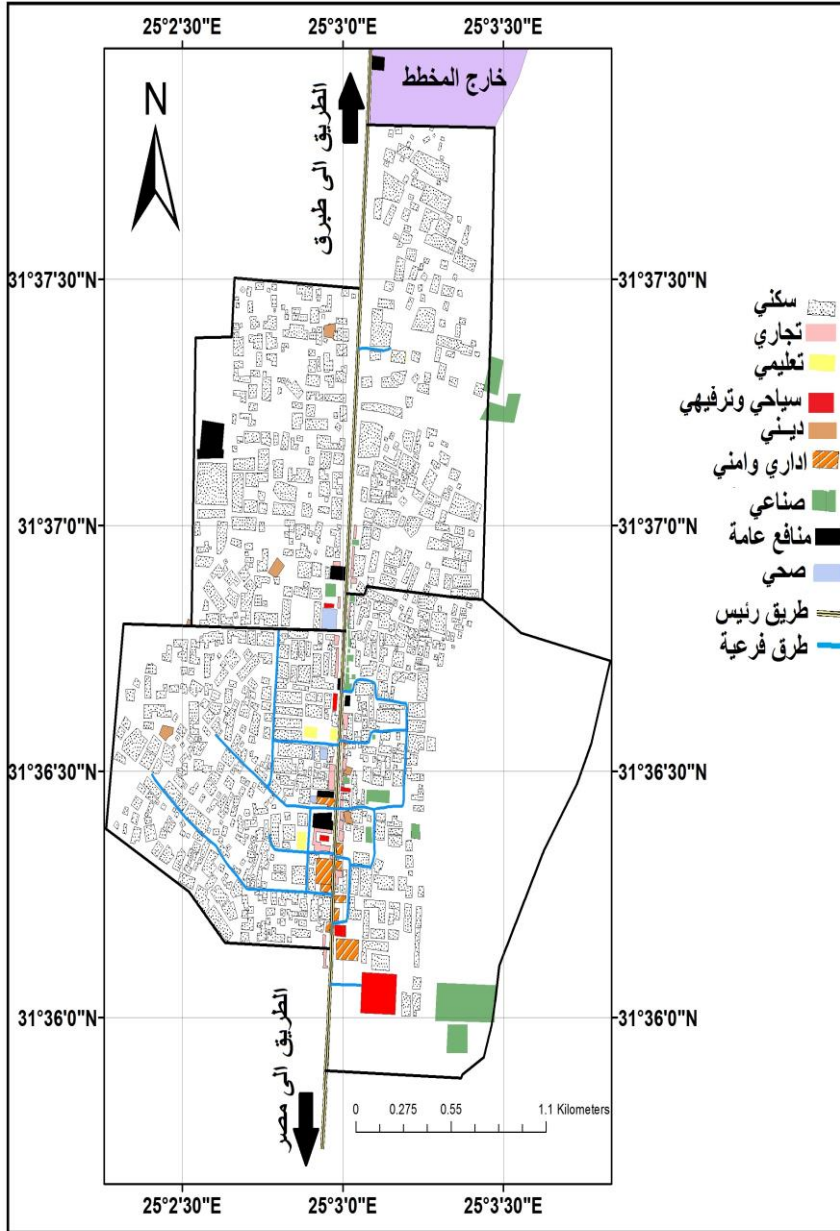 25°2'30"E 25°3'0"E 25°3'30"E
خارج المخطط
N
الطريق الى طبرق
31°37'30"N 31°37'30"N
سكني
تجاري
تعليمي
سياحي وترفيهي
ديــني
اداري وامني
صناعي
منافع عامة
صحي
طريق رئيس
طرق فرعية
31°37'0"N 31°37'0"N
31°36'30"N 31°36'30"N
31°36'0"N 31°36'0"N
الطريق الى مصر
0 0.275 0.55 1.1 Kilometers
25°2'30"E 25°3'0"E 25°3'30"E